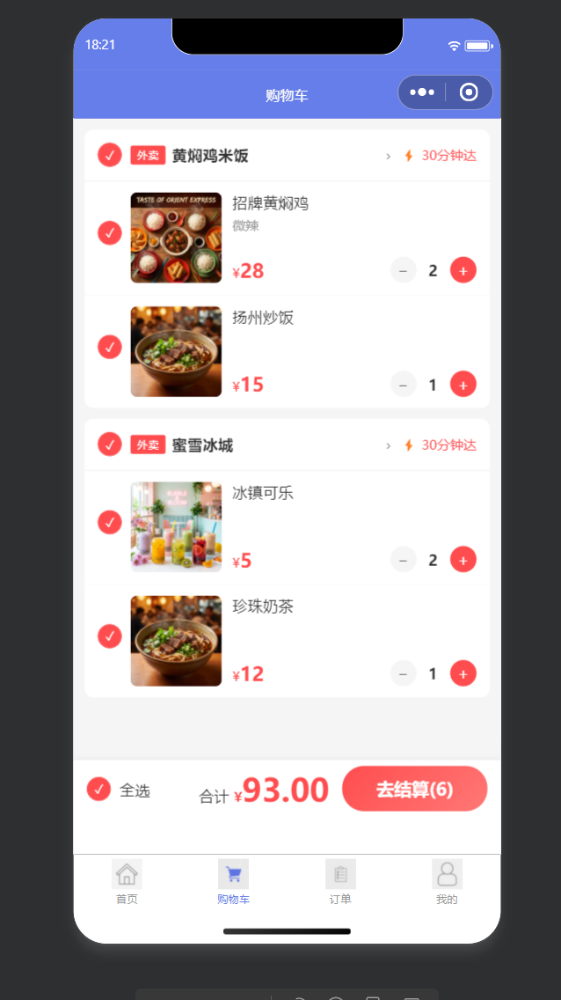 18:21
购物车
外卖 黄焖鸡米饭 › 30分钟达
TASTE OF ORIENT EXPRESS
招牌黄焖鸡
微辣
¥28 − 2 +
扬州炒饭
¥15 − 1 +
外卖 蜜雪冰城 › 30分钟达
冰镇可乐
¥5 − 2 +
珍珠奶茶
¥12 − 1 +
全选 合计 ¥93.00 去结算(6)
首页 购物车 订单 我的